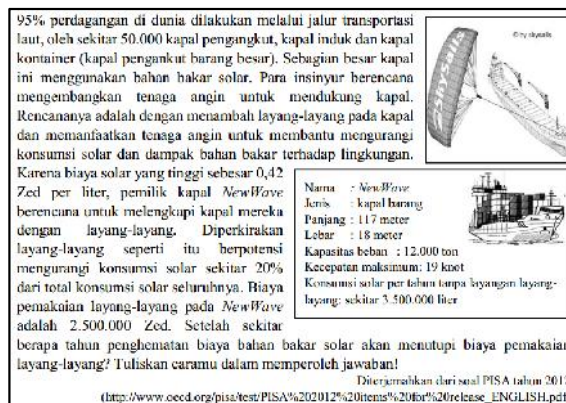 95% perdagangan di dunia dilakukan melalui jalur transportasi
laut, oleh sekitar 50.000 kapal pengangkut, kapal induk dan kapal
kontainer (kapal pengankut barang besar). Sebagian besar kapal
ini menggunakan bahan bakar solar. Para insinyur berencana
mengembangkan tenaga angin untuk mendukung kapal.
Rencananya adalah dengan menambah layang-layang pada kapal
dan memanfaatkan tenaga angin untuk membantu mengurangi
konsumsi solar dan dampak bahan bakar terhadap lingkungan.
© by skysails
SKYSAILS
Karena biaya solar yang tinggi sebesar 0,42
Zed per liter, pemilik kapal NewWave
berencana untuk melengkapi kapal mereka
dengan layang-layang. Diperkirakan
layang-layang seperti itu berpotensi
mengurangi konsumsi solar sekitar 20%
dari total konsumsi solar seluruhnya. Biaya
pemakaian layang-layang pada NewWave
adalah 2.500.000 Zed. Setelah sekitar
Nama : NewWave
Jenis : kapal barang
Panjang : 117 meter
Lebar : 18 meter
Kapasitas beban : 12.000 ton
Kecepatan maksimum: 19 knot
Konsumsi solar per tahun tanpa layangan layang-
layang: sekitar 3.500.000 liter
berapa tahun penghematan biaya bahan bakar solar akan menutupi biaya pemakaian
layang-layang? Tuliskan caramu dalam memperoleh jawaban!
Diterjemahkan dari soal PISA tahun 2012
(http://www.oecd.org/pisa/test/PISA%202012%20items%20for%20release_ENGLISH.pdf